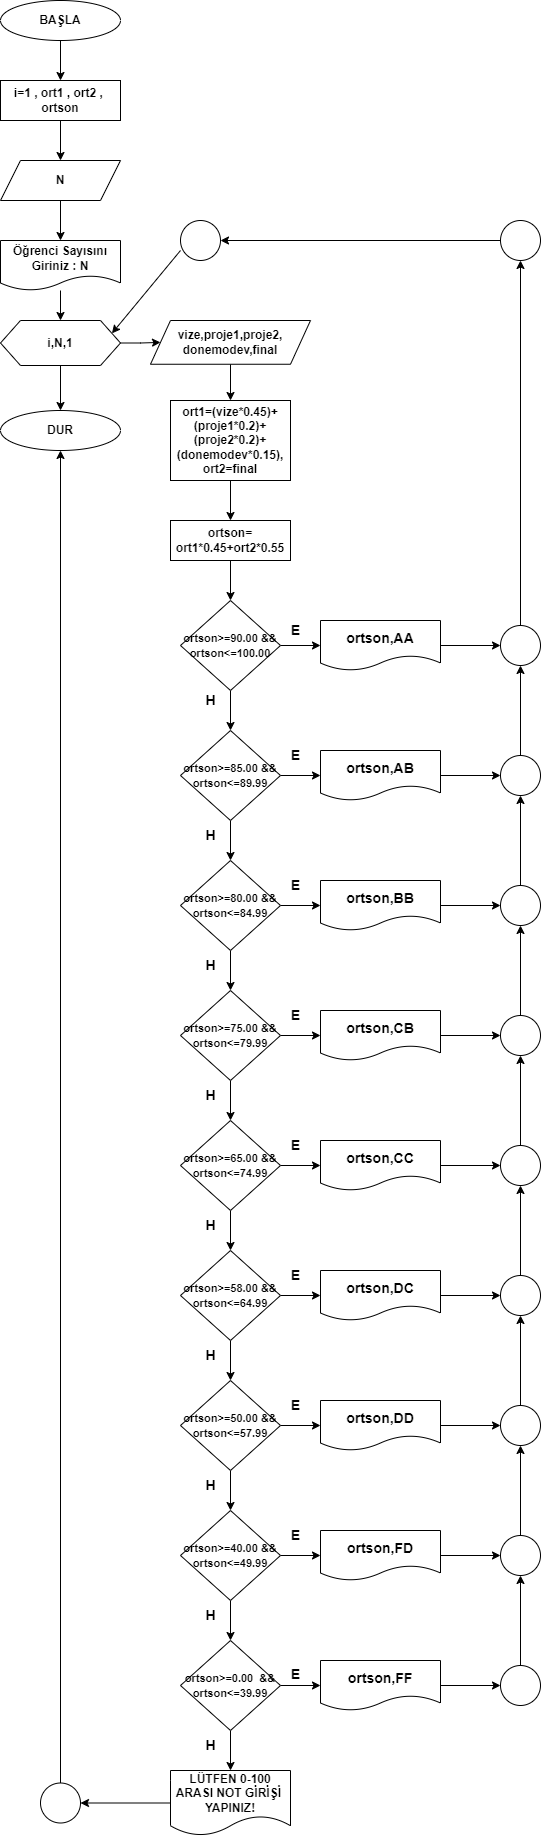 BAŞLA
i=1 , ort1 , ort2 ,
ortson
N
Öğrenci Sayısını
Giriniz : N
i,N,1
vize,proje1,proje2,
donemodev,final
DUR
ort1=(vize*0.45)+
(proje1*0.2)+
(proje2*0.2)+
(donemodev*0.15),
ort2=final
ortson=
ort1*0.45+ort2*0.55
ortson>=90.00 &&
ortson<=100.00
E
ortson,AA
H
ortson>=85.00 &&
ortson<=89.99
E
ortson,AB
H
ortson>=80.00 &&
ortson<=84.99
E
ortson,BB
H
ortson>=75.00 &&
ortson<=79.99
E
ortson,CB
H
ortson>=65.00 &&
ortson<=74.99
E
ortson,CC
H
ortson>=58.00 &&
ortson<=64.99
E
ortson,DC
H
ortson>=50.00 &&
ortson<=57.99
E
ortson,DD
H
ortson>=40.00 &&
ortson<=49.99
E
ortson,FD
H
ortson>=0.00 &&
ortson<=39.99
E
ortson,FF
H
LÜTFEN 0-100
ARASI NOT GİRİŞİ
YAPINIZ!